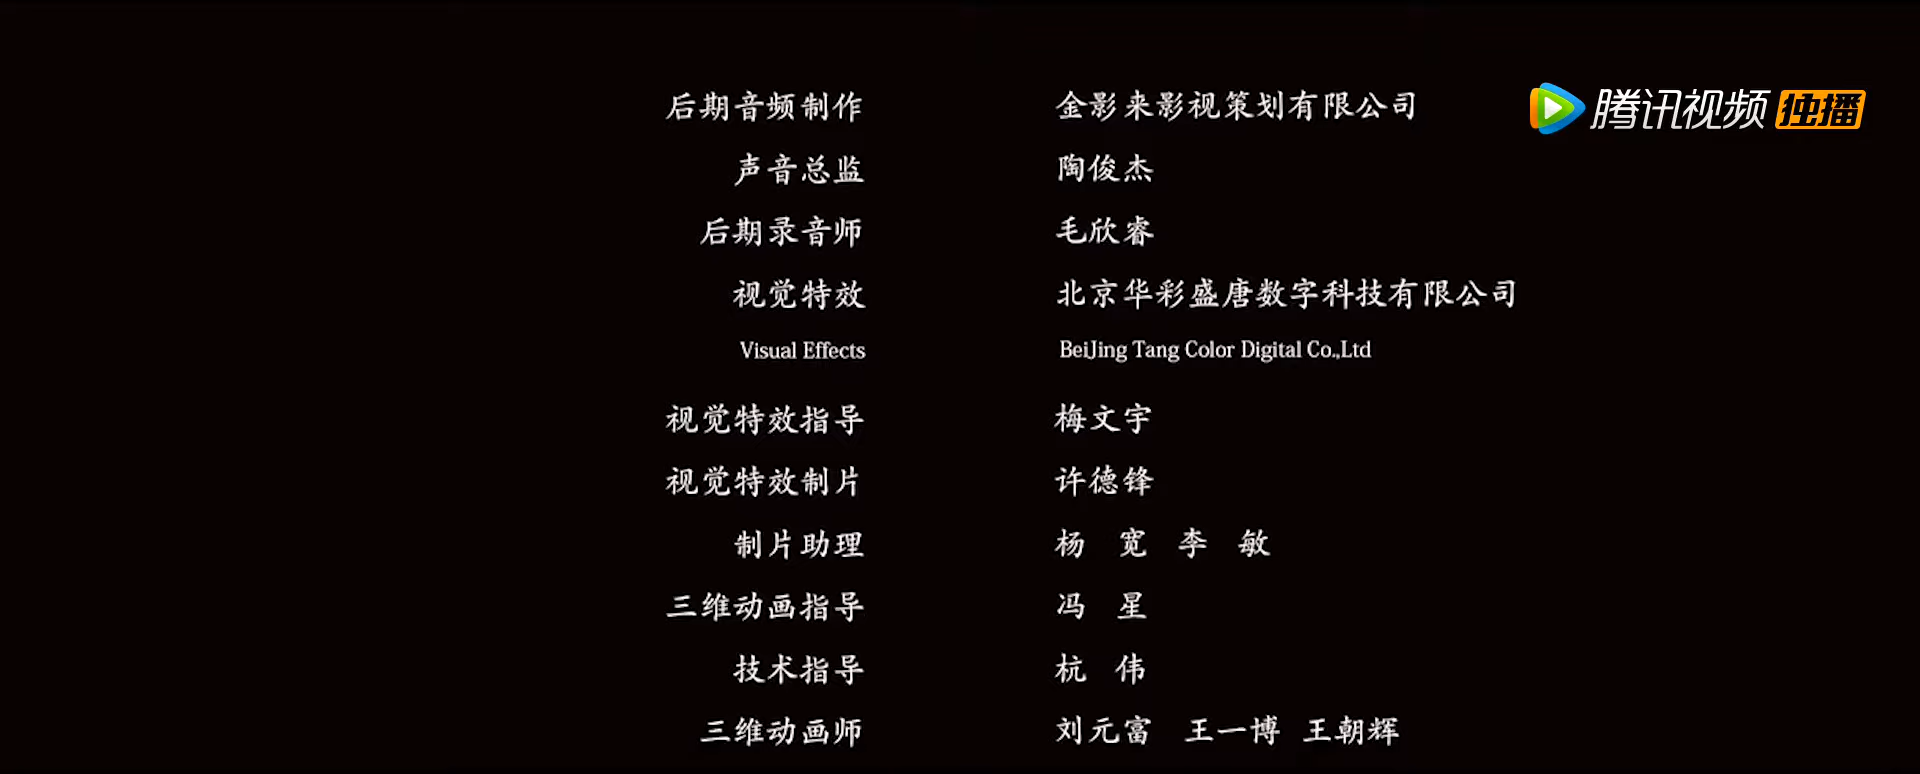 后期音频制作 金影来影视策划有限公司
腾讯视频 独播
声音总监 陶俊杰
后期录音师 毛欣睿
视觉特效 北京华彩盛唐数字科技有限公司
Visual Effects BeiJing Tang Color Digital Co.,Ltd
视觉特效指导 梅文宇
视觉特效制片 许德锋
制片助理 杨 宽 李 敏
三维动画指导 冯 星
技术指导 杭 伟
三维动画师 刘元富 王一博 王朝辉